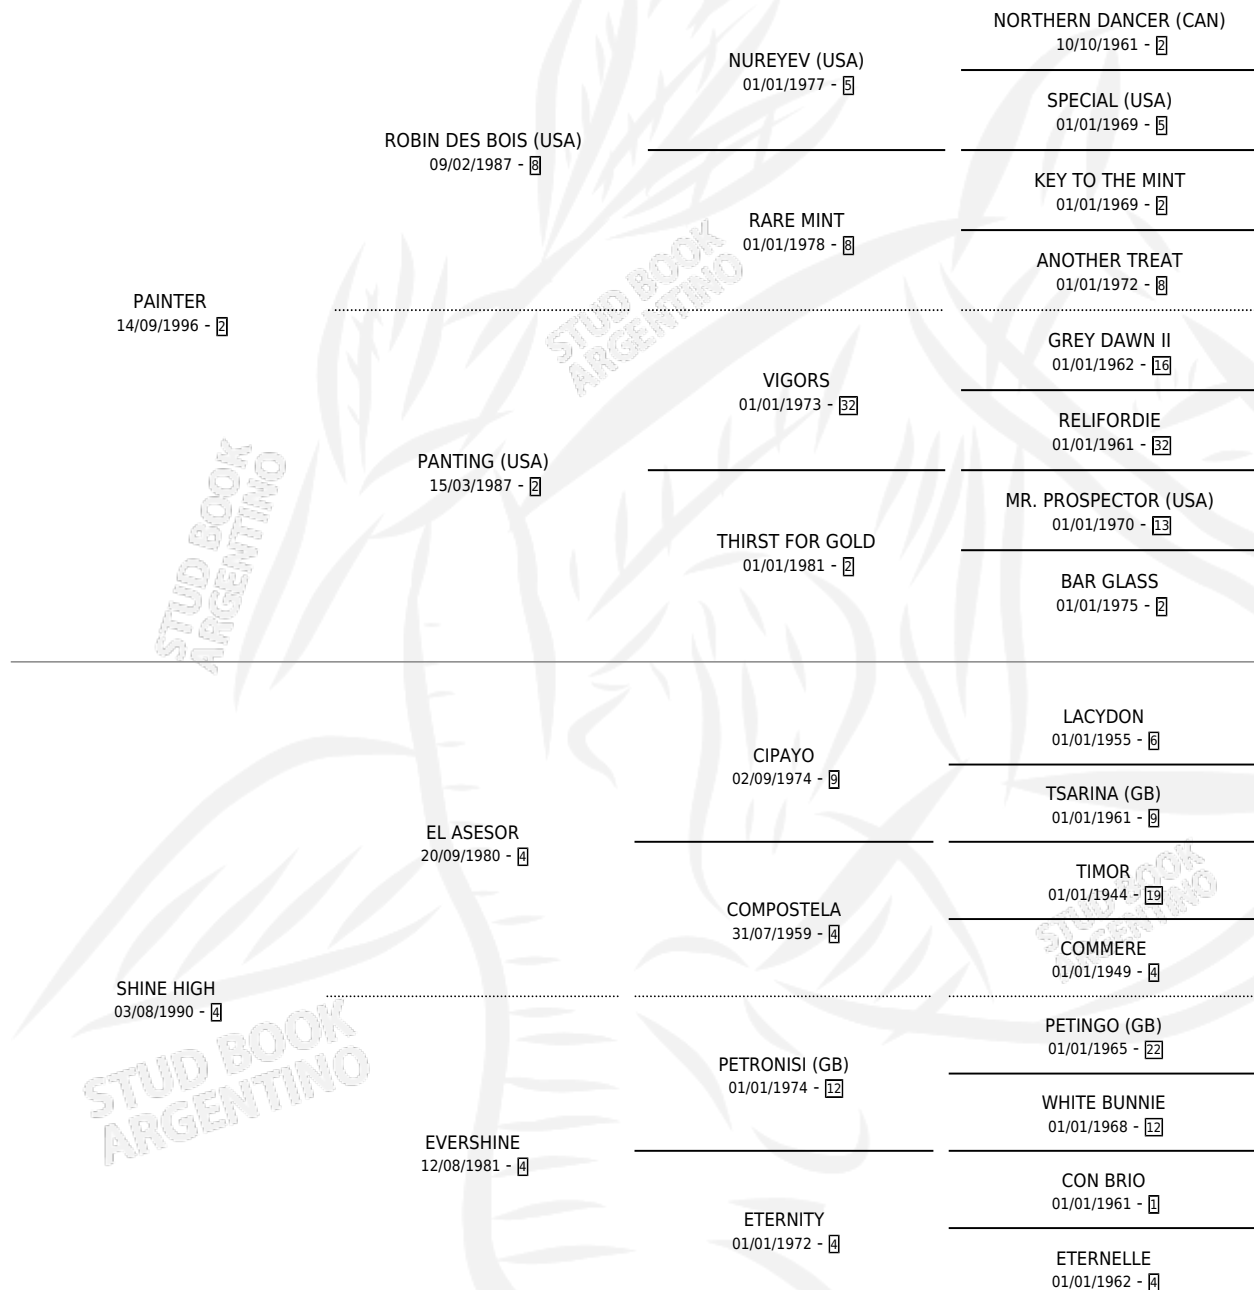 NORTHERN DANCER (CAN)
10/10/1961 - 2
NUREYEV (USA)
01/01/1977 - 5
SPECIAL (USA)
01/01/1969 - 5
ROBIN DES BOIS (USA)
09/02/1987 - 8
KEY TO THE MINT
01/01/1969 - 2
RARE MINT
01/01/1978 - 8
ANOTHER TREAT
01/01/1972 - 8
PAINTER
14/09/1996 - 2
GREY DAWN II
01/01/1962 - 16
VIGORS
01/01/1973 - 32
RELIFORDIE
01/01/1961 - 32
PANTING (USA)
15/03/1987 - 2
MR. PROSPECTOR (USA)
01/01/1970 - 13
THIRST FOR GOLD
01/01/1981 - 2
BAR GLASS
01/01/1975 - 2
LACYDON
01/01/1955 - 6
CIPAYO
02/09/1974 - 9
TSARINA (GB)
01/01/1961 - 9
EL ASESOR
20/09/1980 - 4
TIMOR
01/01/1944 - 19
COMPOSTELA
31/07/1959 - 4
COMMERE
01/01/1949 - 4
SHINE HIGH
03/08/1990 - 4
PETINGO (GB)
01/01/1965 - 22
PETRONISI (GB)
01/01/1974 - 12
WHITE BUNNIE
01/01/1968 - 12
EVERSHINE
12/08/1981 - 4
CON BRIO
01/01/1961 - 1
ETERNITY
01/01/1972 - 4
ETERNELLE
01/01/1962 - 4
STUD BOOK
ARGENTINO
STUD BOOK
ARGENTINO
STUD BOOK
ARGENTINO
STUD BOOK
ARGENTINO